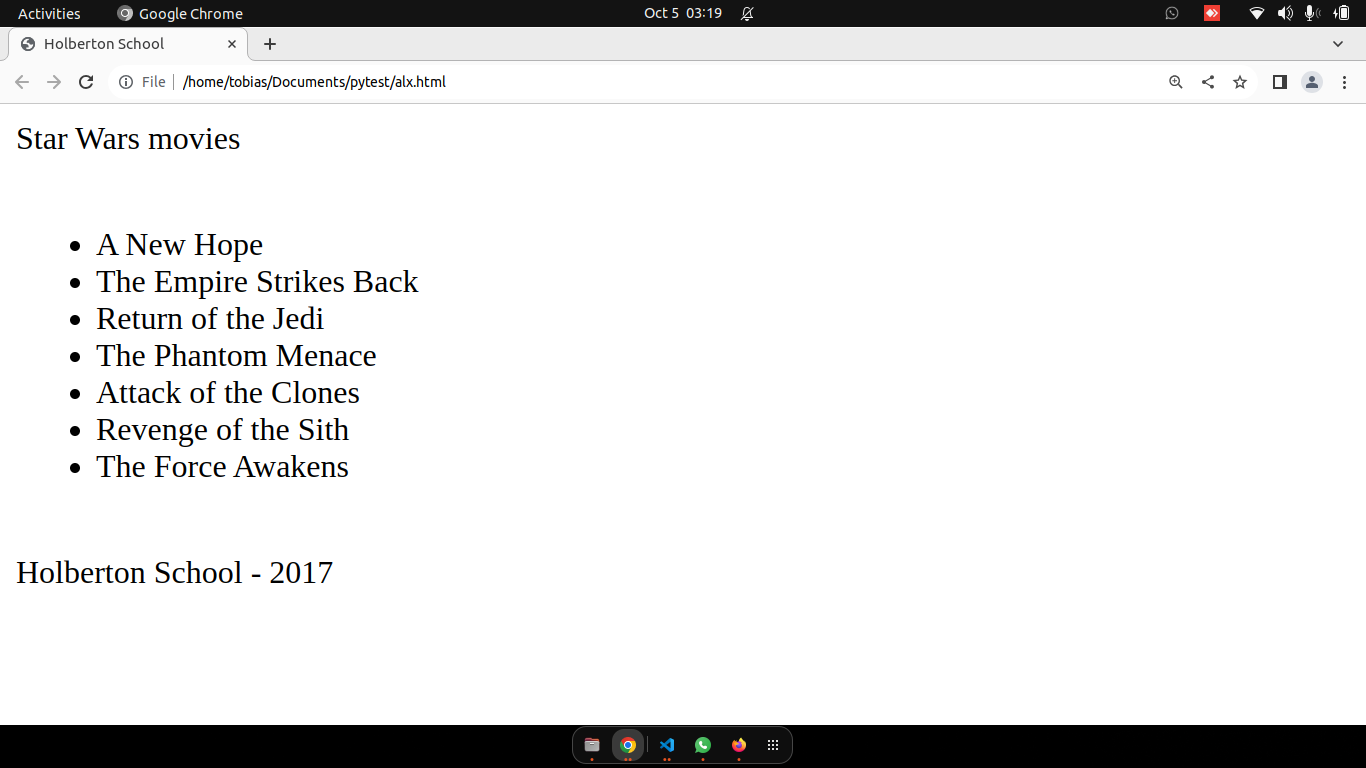 Activities Google Chrome Oct 5 03:19
Holberton School
File /home/tobias/Documents/pytest/alx.html
Star Wars movies
A New Hope
The Empire Strikes Back
Return of the Jedi
The Phantom Menace
Attack of the Clones
Revenge of the Sith
The Force Awakens
Holberton School - 2017